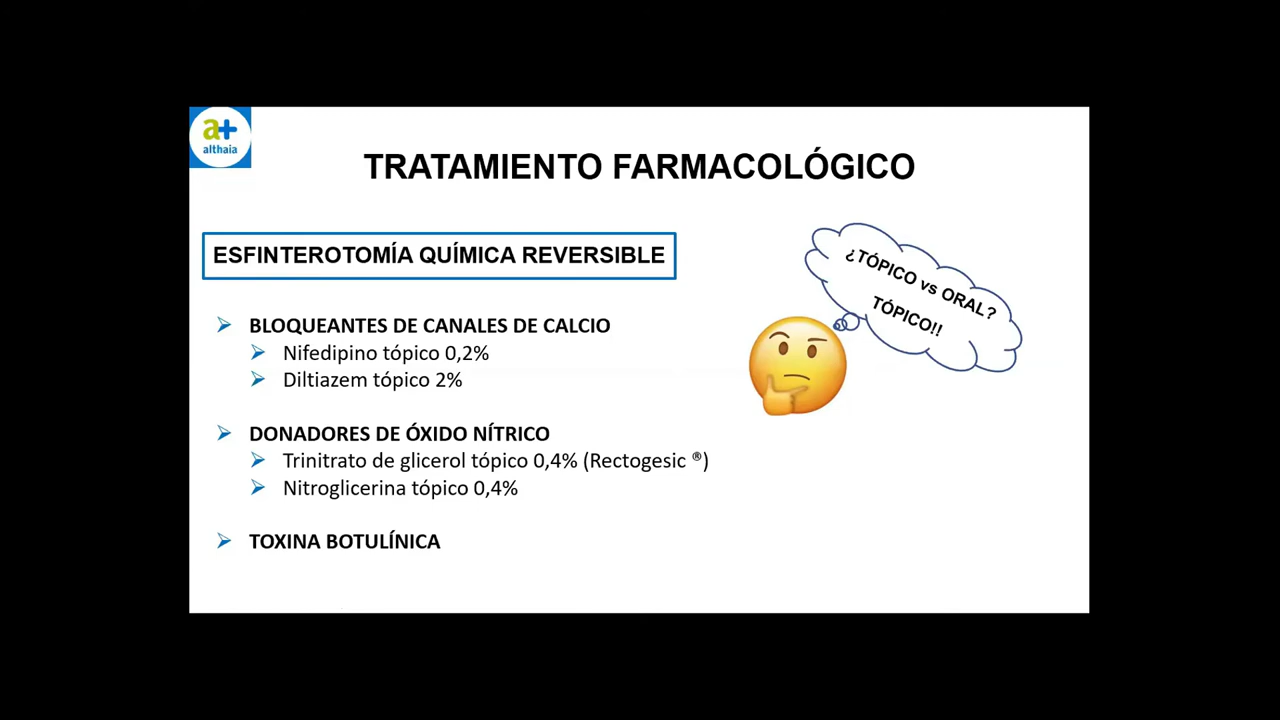 a+
althaia
TRATAMIENTO FARMACOLÓGICO
ESFINTEROTOMÍA QUÍMICA REVERSIBLE
¿TÓPICO vs ORAL?
TÓPICO!!
BLOQUEANTES DE CANALES DE CALCIO
Nifedipino tópico 0,2%
Diltiazem tópico 2%
DONADORES DE ÓXIDO NÍTRICO
Trinitrato de glicerol tópico 0,4% (Rectogesic ®)
Nitroglicerina tópico 0,4%
TOXINA BOTULÍNICA